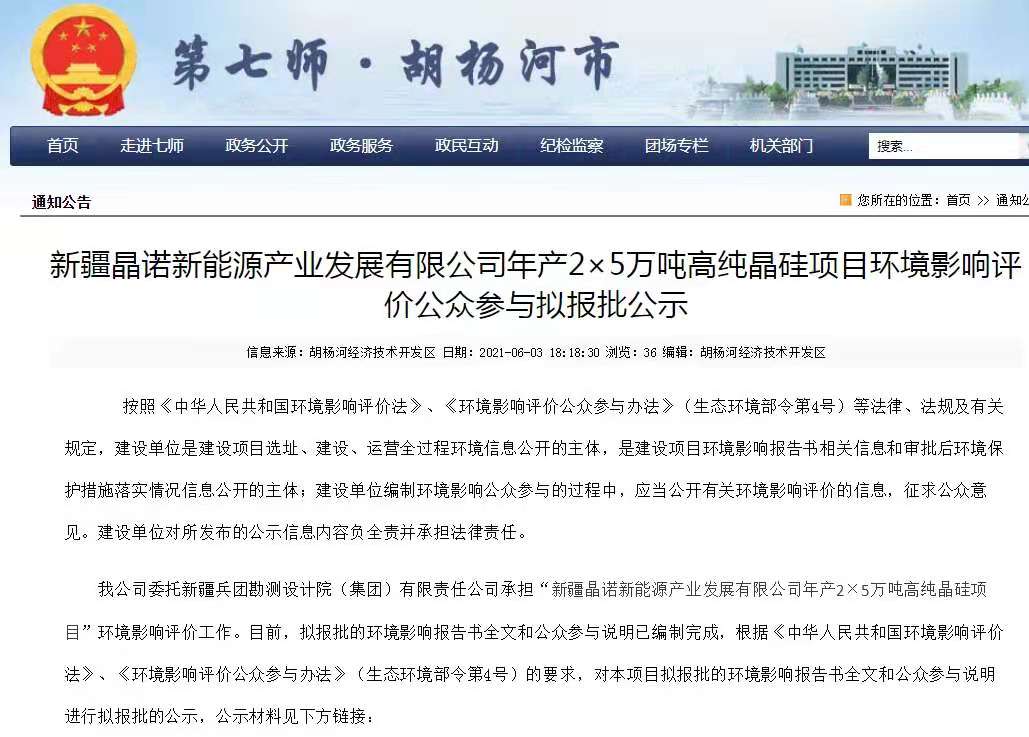 第七师·胡杨河市
首页 走进七师 政务公开 政务服务 政民互动 纪检监察 团场专栏 机关部门 搜索...
通知公告 您所在的位置：首页 >> 通知公
新疆晶诺新能源产业发展有限公司年产2×5万吨高纯晶硅项目环境影响评
价公众参与拟报批公示
信息来源：胡杨河经济技术开发区 日期：2021-06-03 18:18:30 浏览：36 编辑：胡杨河经济技术开发区
按照《中华人民共和国环境影响评价法》、《环境影响评价公众参与办法》（生态环境部令第4号）等法律、法规及有关
规定，建设单位是建设项目选址、建设、运营全过程环境信息公开的主体，是建设项目环境影响报告书相关信息和审批后环境保
护措施落实情况信息公开的主体；建设单位编制环境影响公众参与的过程中，应当公开有关环境影响评价的信息，征求公众意
见。建设单位对所发布的公示信息内容负全责并承担法律责任。
我公司委托新疆兵团勘测设计院（集团）有限责任公司承担“新疆晶诺新能源产业发展有限公司年产2×5万吨高纯晶硅项
目”环境影响评价工作。目前，拟报批的环境影响报告书全文和公众参与说明已编制完成，根据《中华人民共和国环境影响评价
法》、《环境影响评价公众参与办法》（生态环境部令第4号）的要求，对本项目拟报批的环境影响报告书全文和公众参与说明
进行拟报批的公示，公示材料见下方链接：